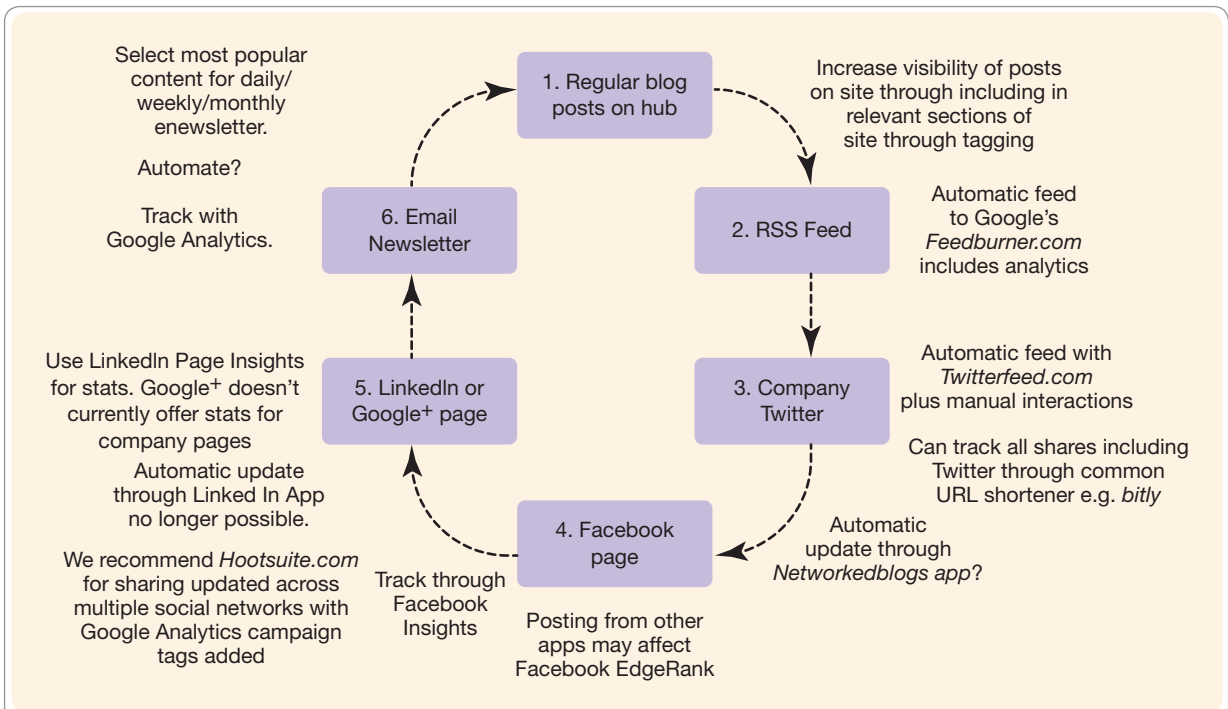 1. Regular blog
posts on hub
Increase visibility of posts
on site through including in
relevant sections of
site through tagging
2. RSS Feed
Automatic feed
to Google's
Feedburner.com
includes analytics
3. Company
Twitter
Automatic feed with
Twitterfeed.com
plus manual interactions
Can track all shares including
Twitter through common
URL shortener e.g. bitly
Automatic
update through
Networkedblogs app?
4. Facebook
page
Posting from other
apps may affect
Facebook EdgeRank
Track through
Facebook
Insights
5. LinkedIn or
Google+ page
Use LinkedIn Page Insights
for stats. Google+ doesn't
currently offer stats for
company pages
Automatic update
through Linked In App
no longer possible.
We recommend Hootsuite.com
for sharing updated across
multiple social networks with
Google Analytics campaign
tags added
6. Email
Newsletter
Select most popular
content for daily/
weekly/monthly
enewsletter.
Automate?
Track with
Google Analytics.